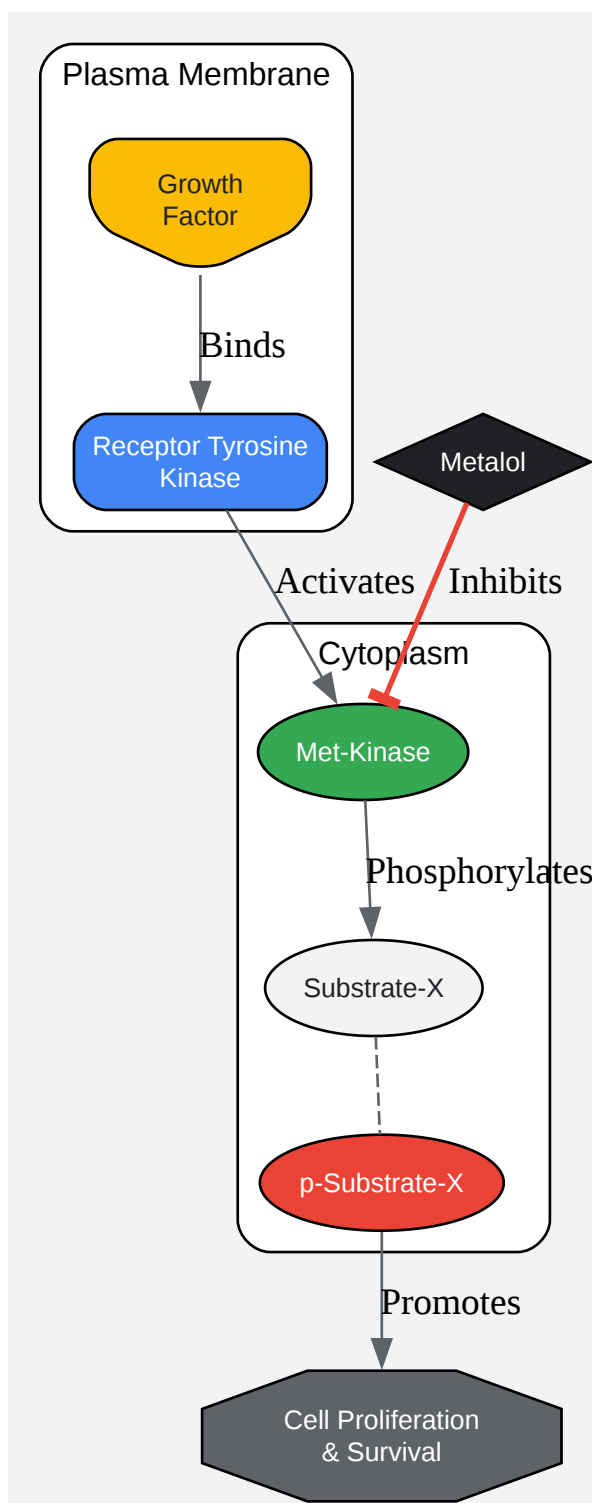 Plasma Membrane
Growth
Factor
Binds
Receptor Tyrosine
Kinase
Metalol
Activates
Inhibits
Cytoplasm
Met-Kinase
Phosphorylates
Substrate-X
p-Substrate-X
Promotes
Cell Proliferation
& Survival